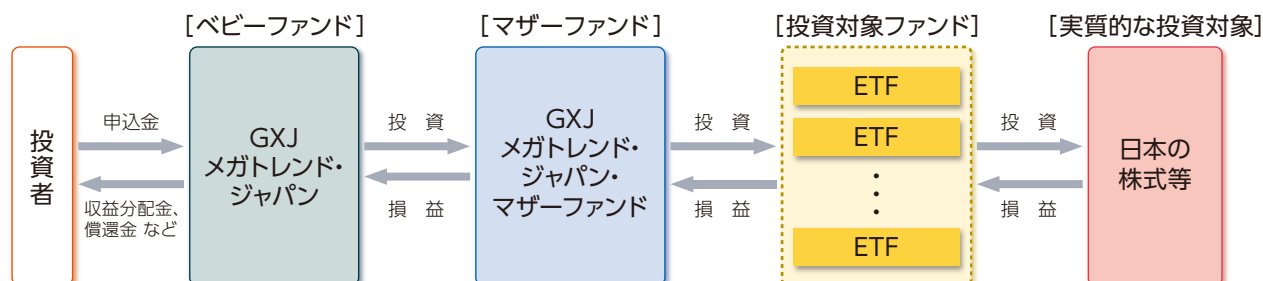 [ベビーファンド]
[マザーファンド]
[投資対象ファンド]
[実質的な投資対象]
投資者
申込金
収益分配金、
償還金 など
GXJ
メガトレンド・
ジャパン
投 資
損 益
GXJ
メガトレンド・
ジャパン・
マザーファンド
投 資
損 益
ETF
ETF
・
・
・
ETF
投 資
損 益
日本の
株式等